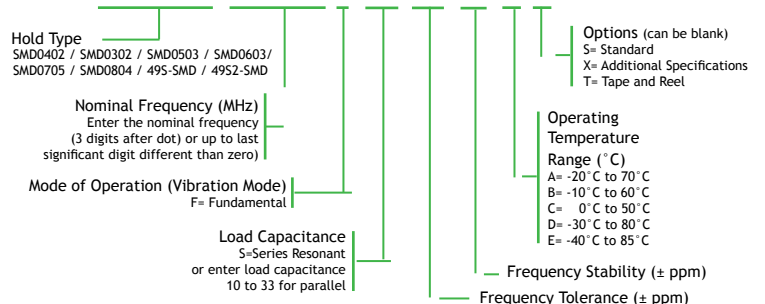 Hold Type
SMD0402 / SMD0302 / SMD0503 / SMD0603/
SMD0705 / SMD0804 / 49S-SMD / 49S2-SMD
Nominal Frequency (MHz)
Enter the nominal frequency
(3 digits after dot) or up to last
significant digit different than zero)
Mode of Operation (Vibration Mode)
F= Fundamental
Load Capacitance
S=Series Resonant
or enter load capacitance
10 to 33 for parallel
Options (can be blank)
S= Standard
X= Additional Specifications
T= Tape and Reel
Operating
Temperature
Range (°C)
A= -20°C to 70°C
B= -10°C to 60°C
C= 0°C to 50°C
D= -30°C to 80°C
E= -40°C to 85°C
Frequency Stability (± ppm)
Frequency Tolerance (± ppm)